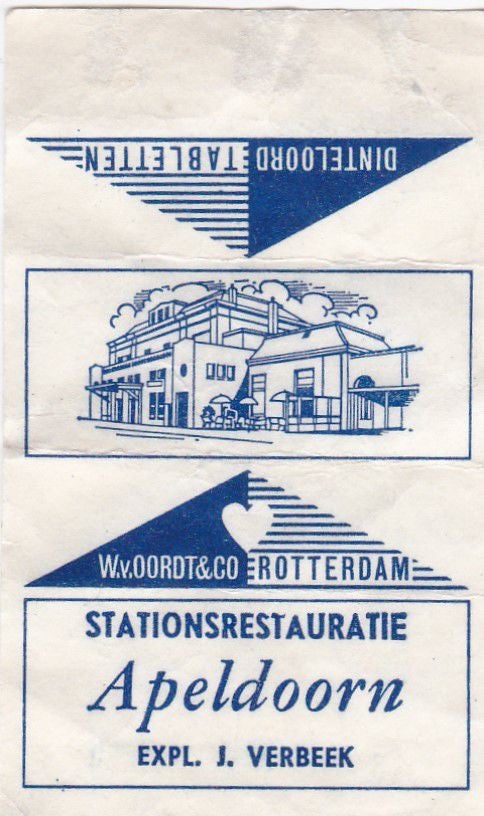 DINTELOORD TABLETTEN
W.v.OORDT&CO ROTTERDAM
STATIONSRESTAURATIE
Apeldoorn
EXPL. J. VERBEEK